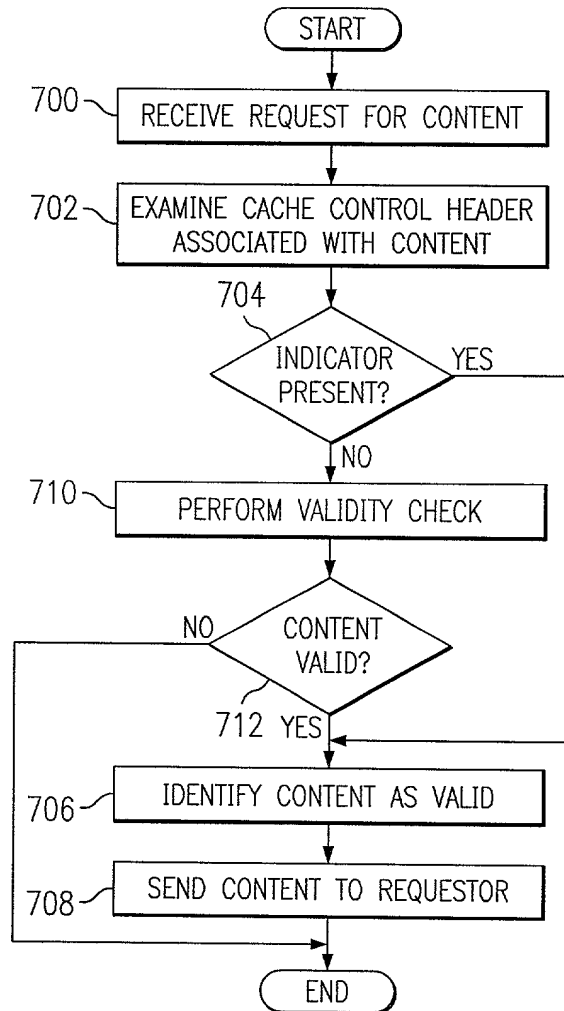 START
700
RECEIVE REQUEST FOR CONTENT
702
EXAMINE CACHE CONTROL HEADER
ASSOCIATED WITH CONTENT
704
INDICATOR
PRESENT?
YES
NO
710
PERFORM VALIDITY CHECK
NO
CONTENT
VALID?
712
YES
706
IDENTIFY CONTENT AS VALID
708
SEND CONTENT TO REQUESTOR
END